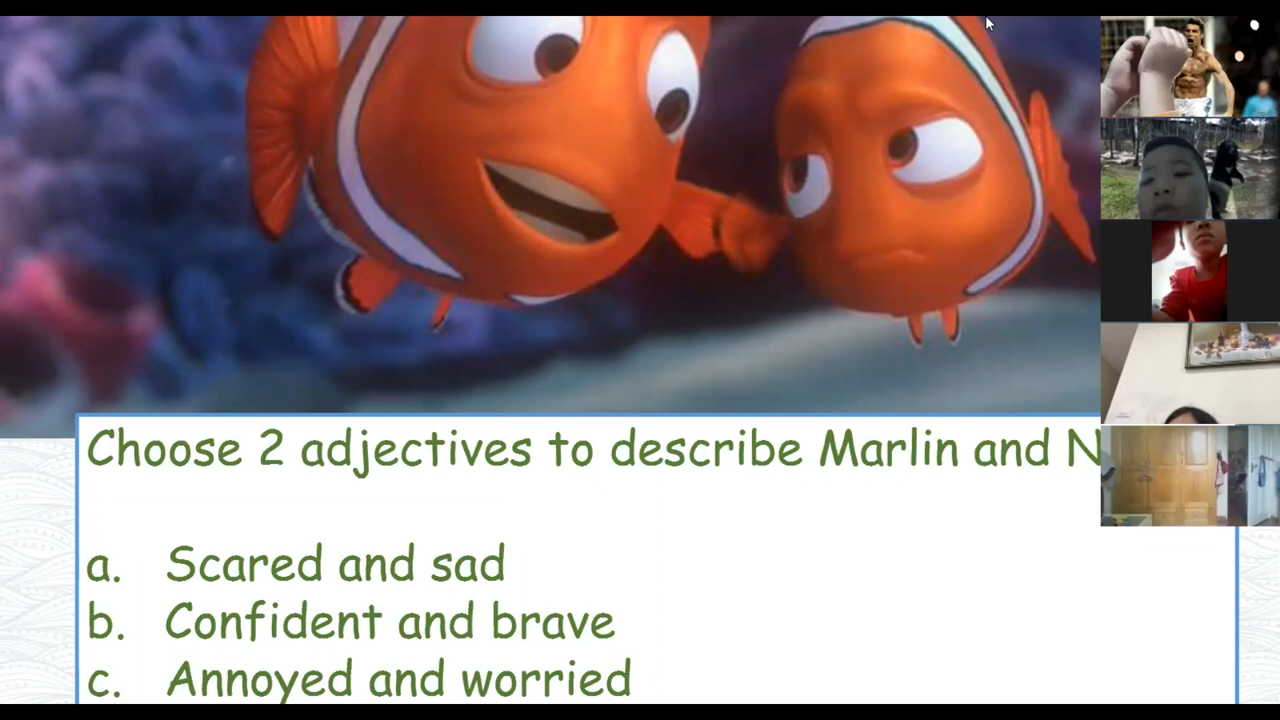 Choose 2 adjectives to describe Marlin and N
a. Scared and sad
b. Confident and brave
c. Annoyed and worried